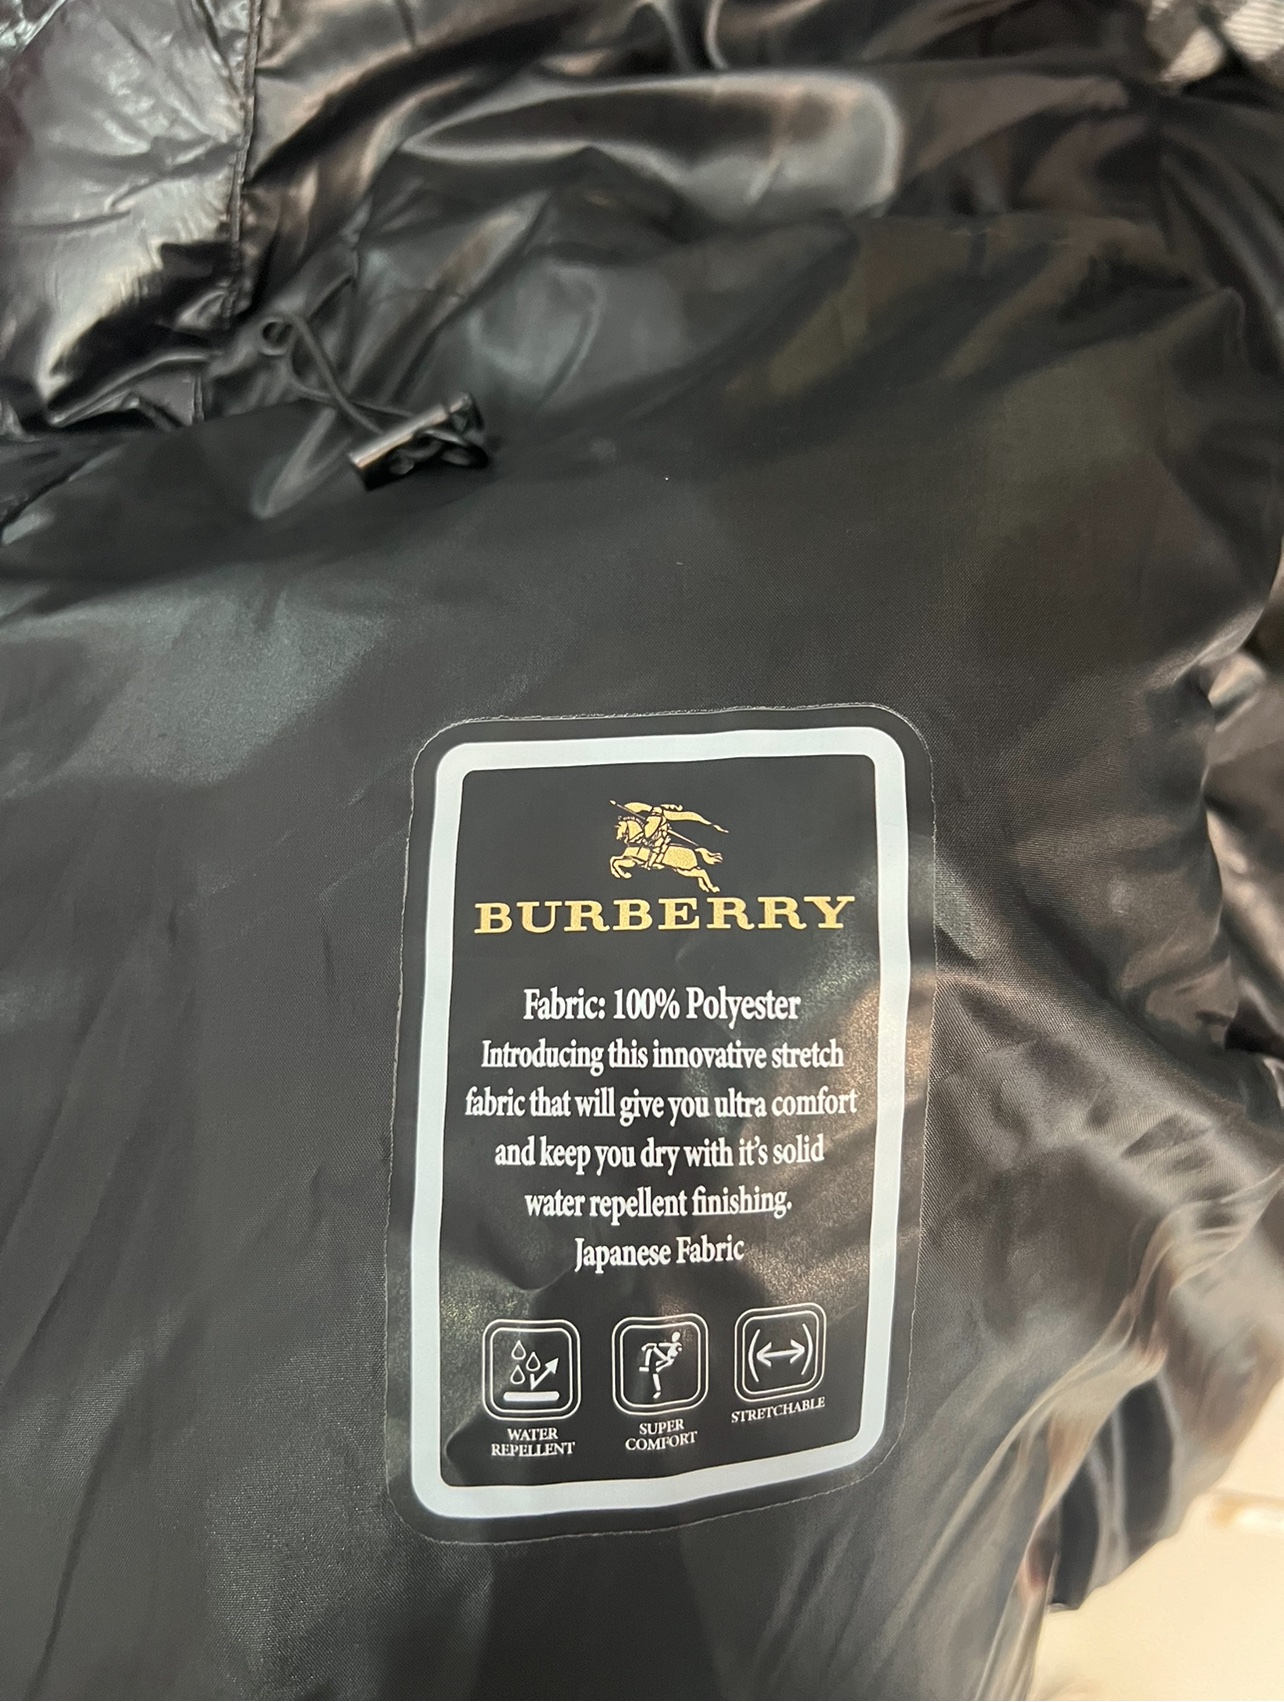 BURBERRY
Fabric: 100% Polyester
Introducing this innovative stretch
fabric that will give you ultra comfort
and keep you dry with it's solid
water repellent finishing.
Japanese Fabric
WATER
REPELLENT
SUPER
COMFORT
STRETCHABLE